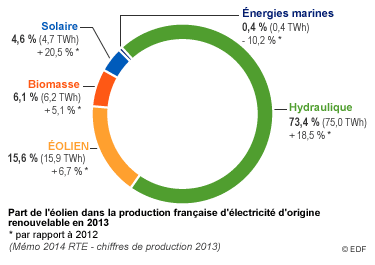 Énergies marines
0,4 % (0,4 TWh)
- 10,2 % *
Solaire
4,6 % (4,7 TWh)
+ 20,5 % *
Biomasse
6,1 % (6,2 TWh)
+ 5,1 % *
Hydraulique
73,4 % (75,0 TWh)
+ 18,5 % *
ÉOLIEN
15,6 % (15,9 TWh)
+ 6,7 % *
Part de l'éolien dans la production française d'électricité d'origine
renouvelable en 2013
* par rapport à 2012
(Mémo 2014 RTE - chiffres de production 2013)
© EDF